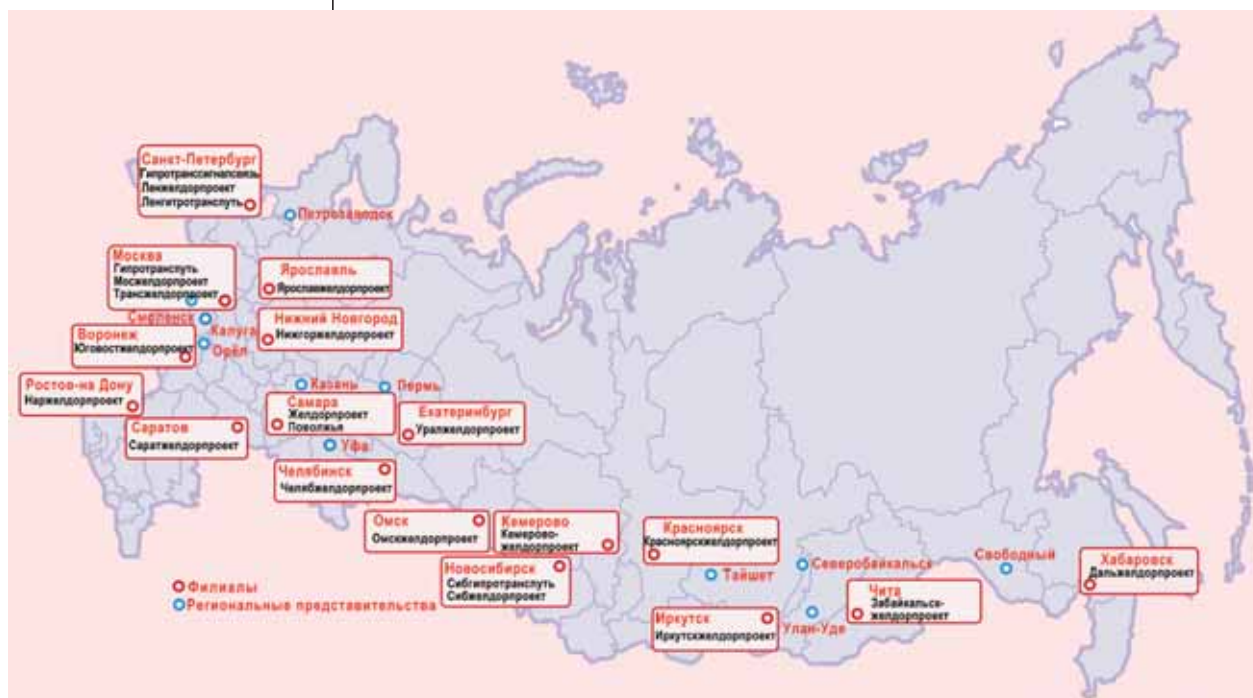 Санкт-Петербург
Гипротранссигналсвязь
Ленжелдорпроект
Ленгитротранспуть
Петрозаводск
Москва
Гипротранспуть
Мосжелдорпроект
Трансжелдорпроект
Ярославль
Ярославжелдорпроект
Смоленск
Калуга
Нижний Новгород
Нижгоржелдорпроект
Воронеж
Юговостжелдорпроект
Орёл
Ростов-на Дону
Наржелдорпроект
Казань
Пермь
Самара
Желдорпроект
Поволжья
Екатеринбург
Уралжелдорпроект
Саратов
Саратжелдорпроект
Уфа
Челябинск
Челябжелдорпроект
Омск
Омскжелдорпроект
Кемерово
Кемерово-
желдорпроект
Красноярск
Красноярскжелдорпроект
Новосибирск
Сибгипротранспуть
Сибжелдорпроект
Тайшет
Северобайкальск
Свободный
Хабаровск
Дальжелдорпроект
Чита
Забайкальск-
желдорпроект
Иркутск
Иркутскжелдорпроект
Улан-Уде
Филиалы
Региональные представительства